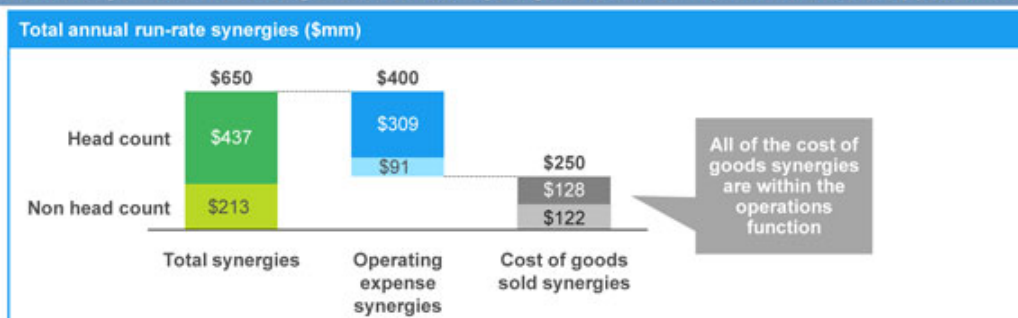 Total annual run-rate synergies ($mm)
$650
$400
Head count
$437
$309
$91
$250
Non head count
$213
$128
$122
Total synergies
Operating
expense
synergies
Cost of goods
sold synergies
All of the cost of
goods synergies
are within the
operations
function